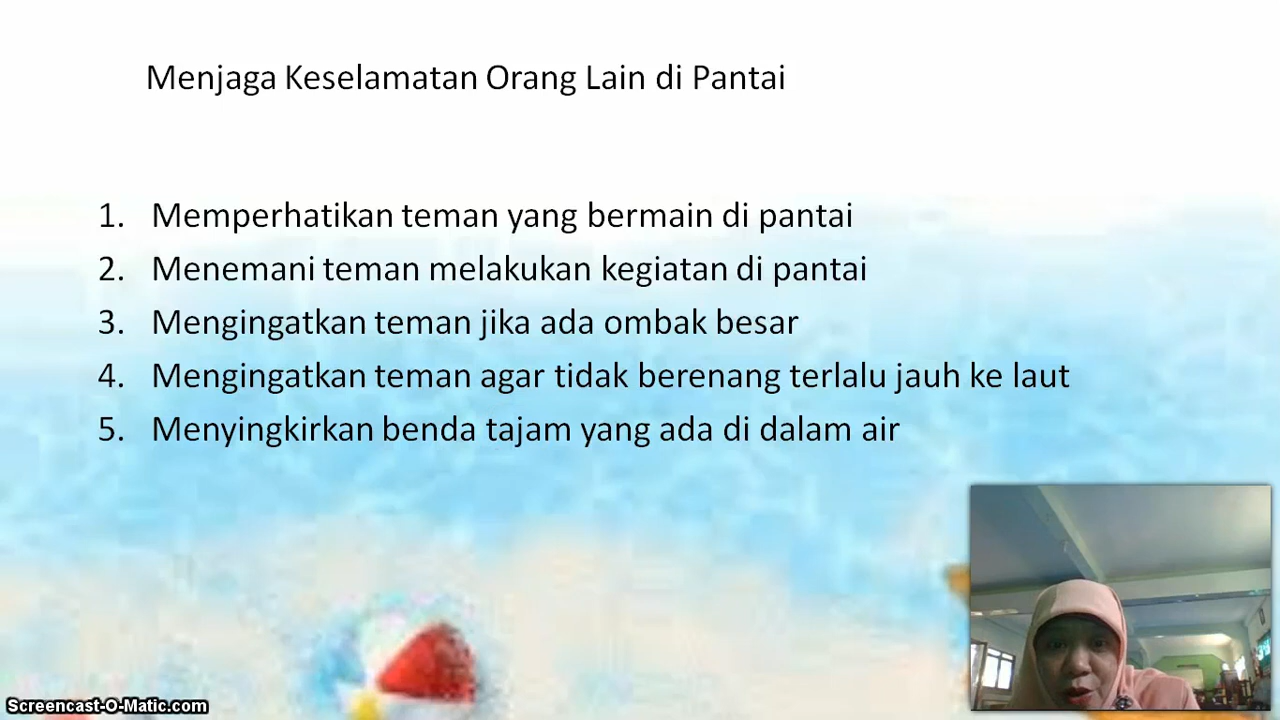 Menjaga Keselamatan Orang Lain di Pantai
1. Memperhatikan teman yang bermain di pantai
2. Menemani teman melakukan kegiatan di pantai
3. Mengingatkan teman jika ada ombak besar
4. Mengingatkan teman agar tidak berenang terlalu jauh ke laut
5. Menyingkirkan benda tajam yang ada di dalam air
Screencast-O-Matic.com